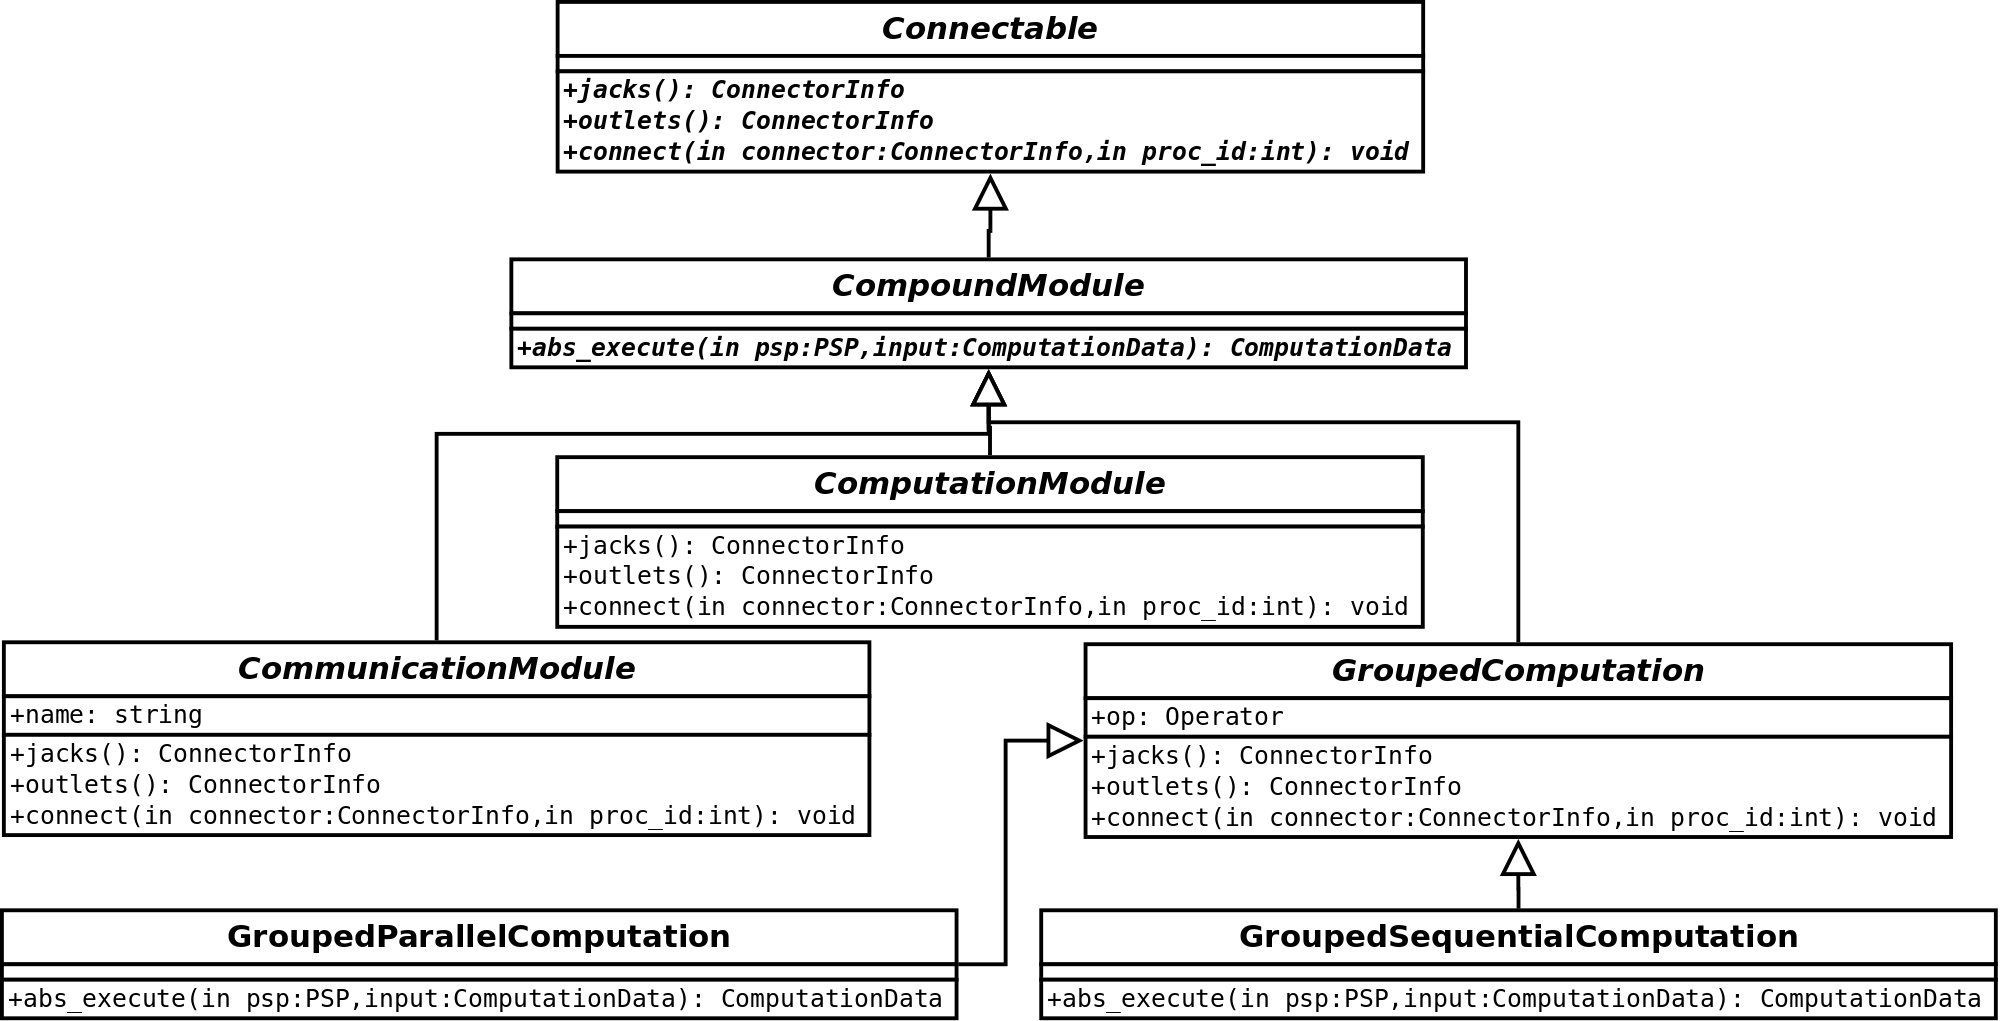 Connectable
+jacks(): ConnectorInfo
+outlets(): ConnectorInfo
+connect(in connector:ConnectorInfo,in proc_id:int): void
CompoundModule
+abs_execute(in psp:PSP,input:ComputationData): ComputationData
ComputationModule
+jacks(): ConnectorInfo
+outlets(): ConnectorInfo
+connect(in connector:ConnectorInfo,in proc_id:int): void
CommunicationModule
+name: string
+jacks(): ConnectorInfo
+outlets(): ConnectorInfo
+connect(in connector:ConnectorInfo,in proc_id:int): void
GroupedComputation
+op: Operator
+jacks(): ConnectorInfo
+outlets(): ConnectorInfo
+connect(in connector:ConnectorInfo,in proc_id:int): void
GroupedParallelComputation
+abs_execute(in psp:PSP,input:ComputationData): ComputationData
GroupedSequentialComputation
+abs_execute(in psp:PSP,input:ComputationData): ComputationData